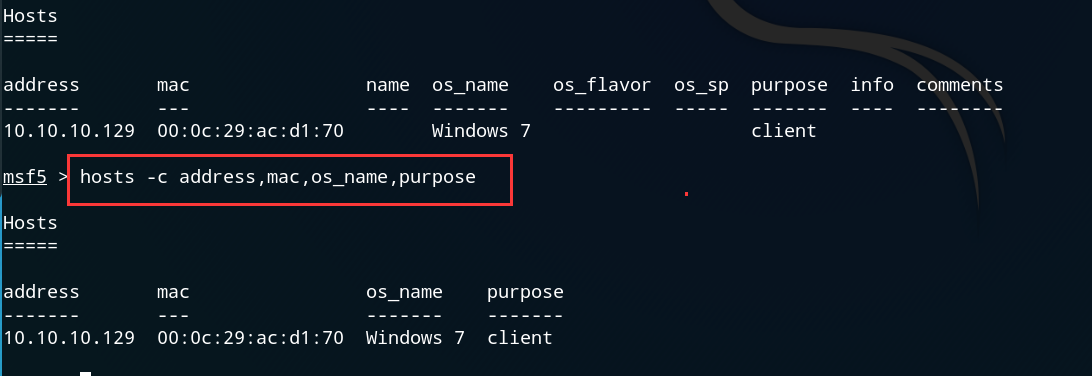 Hosts
=====
address       mac                name  os_name    os_flavor  os_sp  purpose  info  comments
-------       ---                ----  -------    ---------  -----  -------  ----  --------
10.10.10.129  00:0c:29:ac:d1:70        Windows 7                    client
msf5 > hosts -c address,mac,os_name,purpose
Hosts
=====
address       mac                os_name    purpose
-------       ---                -------    -------
10.10.10.129  00:0c:29:ac:d1:70  Windows 7  client